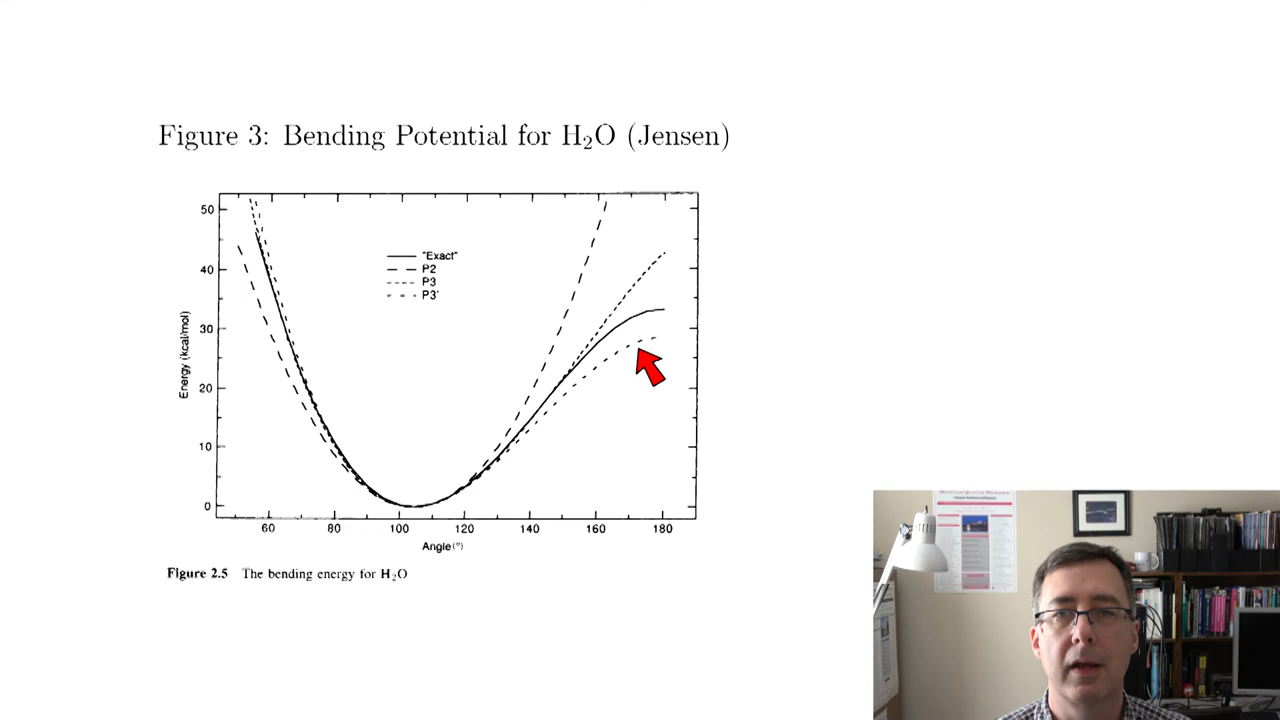 Figure 3: Bending Potential for H₂O (Jensen)
50
40
30
20
10
0
Energy (kcal/mol)
"Exact"
P2
P3
P3'
60 80 100 120 140 160 180
Angle(°)
Figure 2.5 The bending energy for H₂O